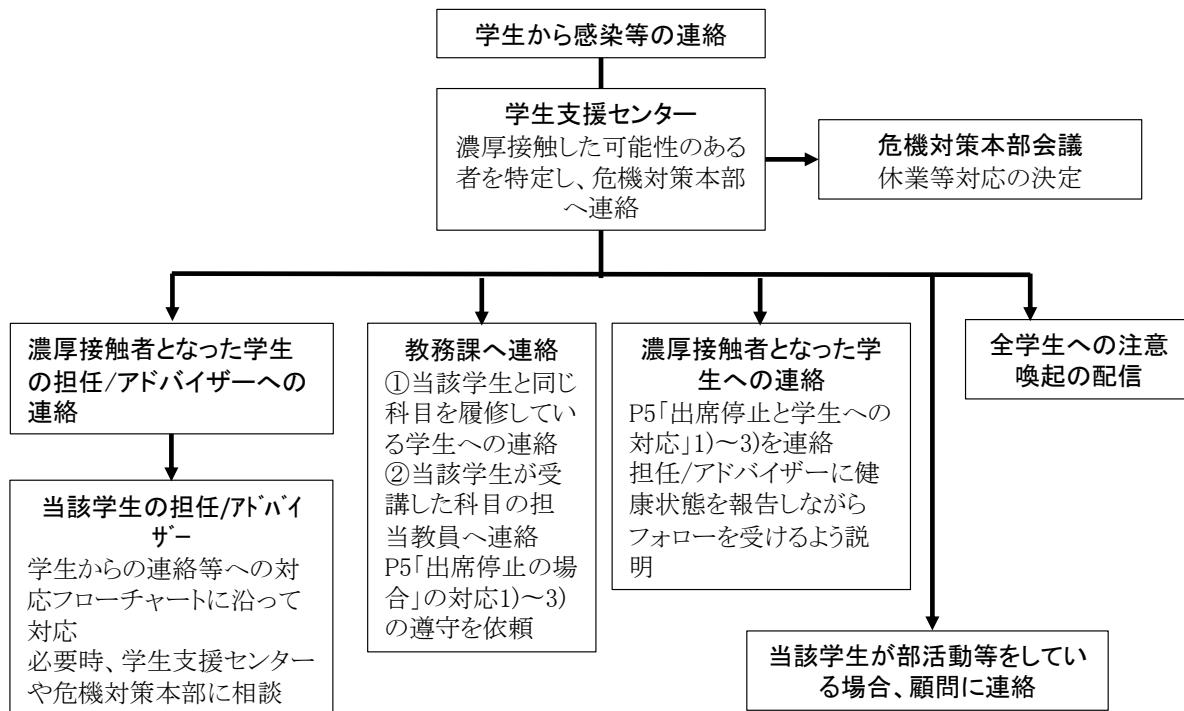 学生から感染等の連絡
学生支援センター
濃厚接触した可能性のある
者を特定し、危機対策本部
へ連絡
危機対策本部会議
休業等対応の決定
濃厚接触者となった学生
の担任/アドバイザーへの
連絡
当該学生の担任/ｱﾄﾞﾊﾞｲ
ｻﾞｰ
学生からの連絡等への対
応フローチャートに沿って
対応
必要時、学生支援センター
や危機対策本部に相談
教務課へ連絡
①当該学生と同じ
科目を履修してい
る学生への連絡
②当該学生が受
講した科目の担
当教員へ連絡
P5「出席停止の場
合」の対応1)～3)
の遵守を依頼
濃厚接触者となった学
生への連絡
P5「出席停止と学生への
対応」1)～3)を連絡
担任/アドバイザーに健
康状態を報告しながら
フォローを受けるよう説
明
全学生への注意
喚起の配信
当該学生が部活動等をしてい
る場合、顧問に連絡